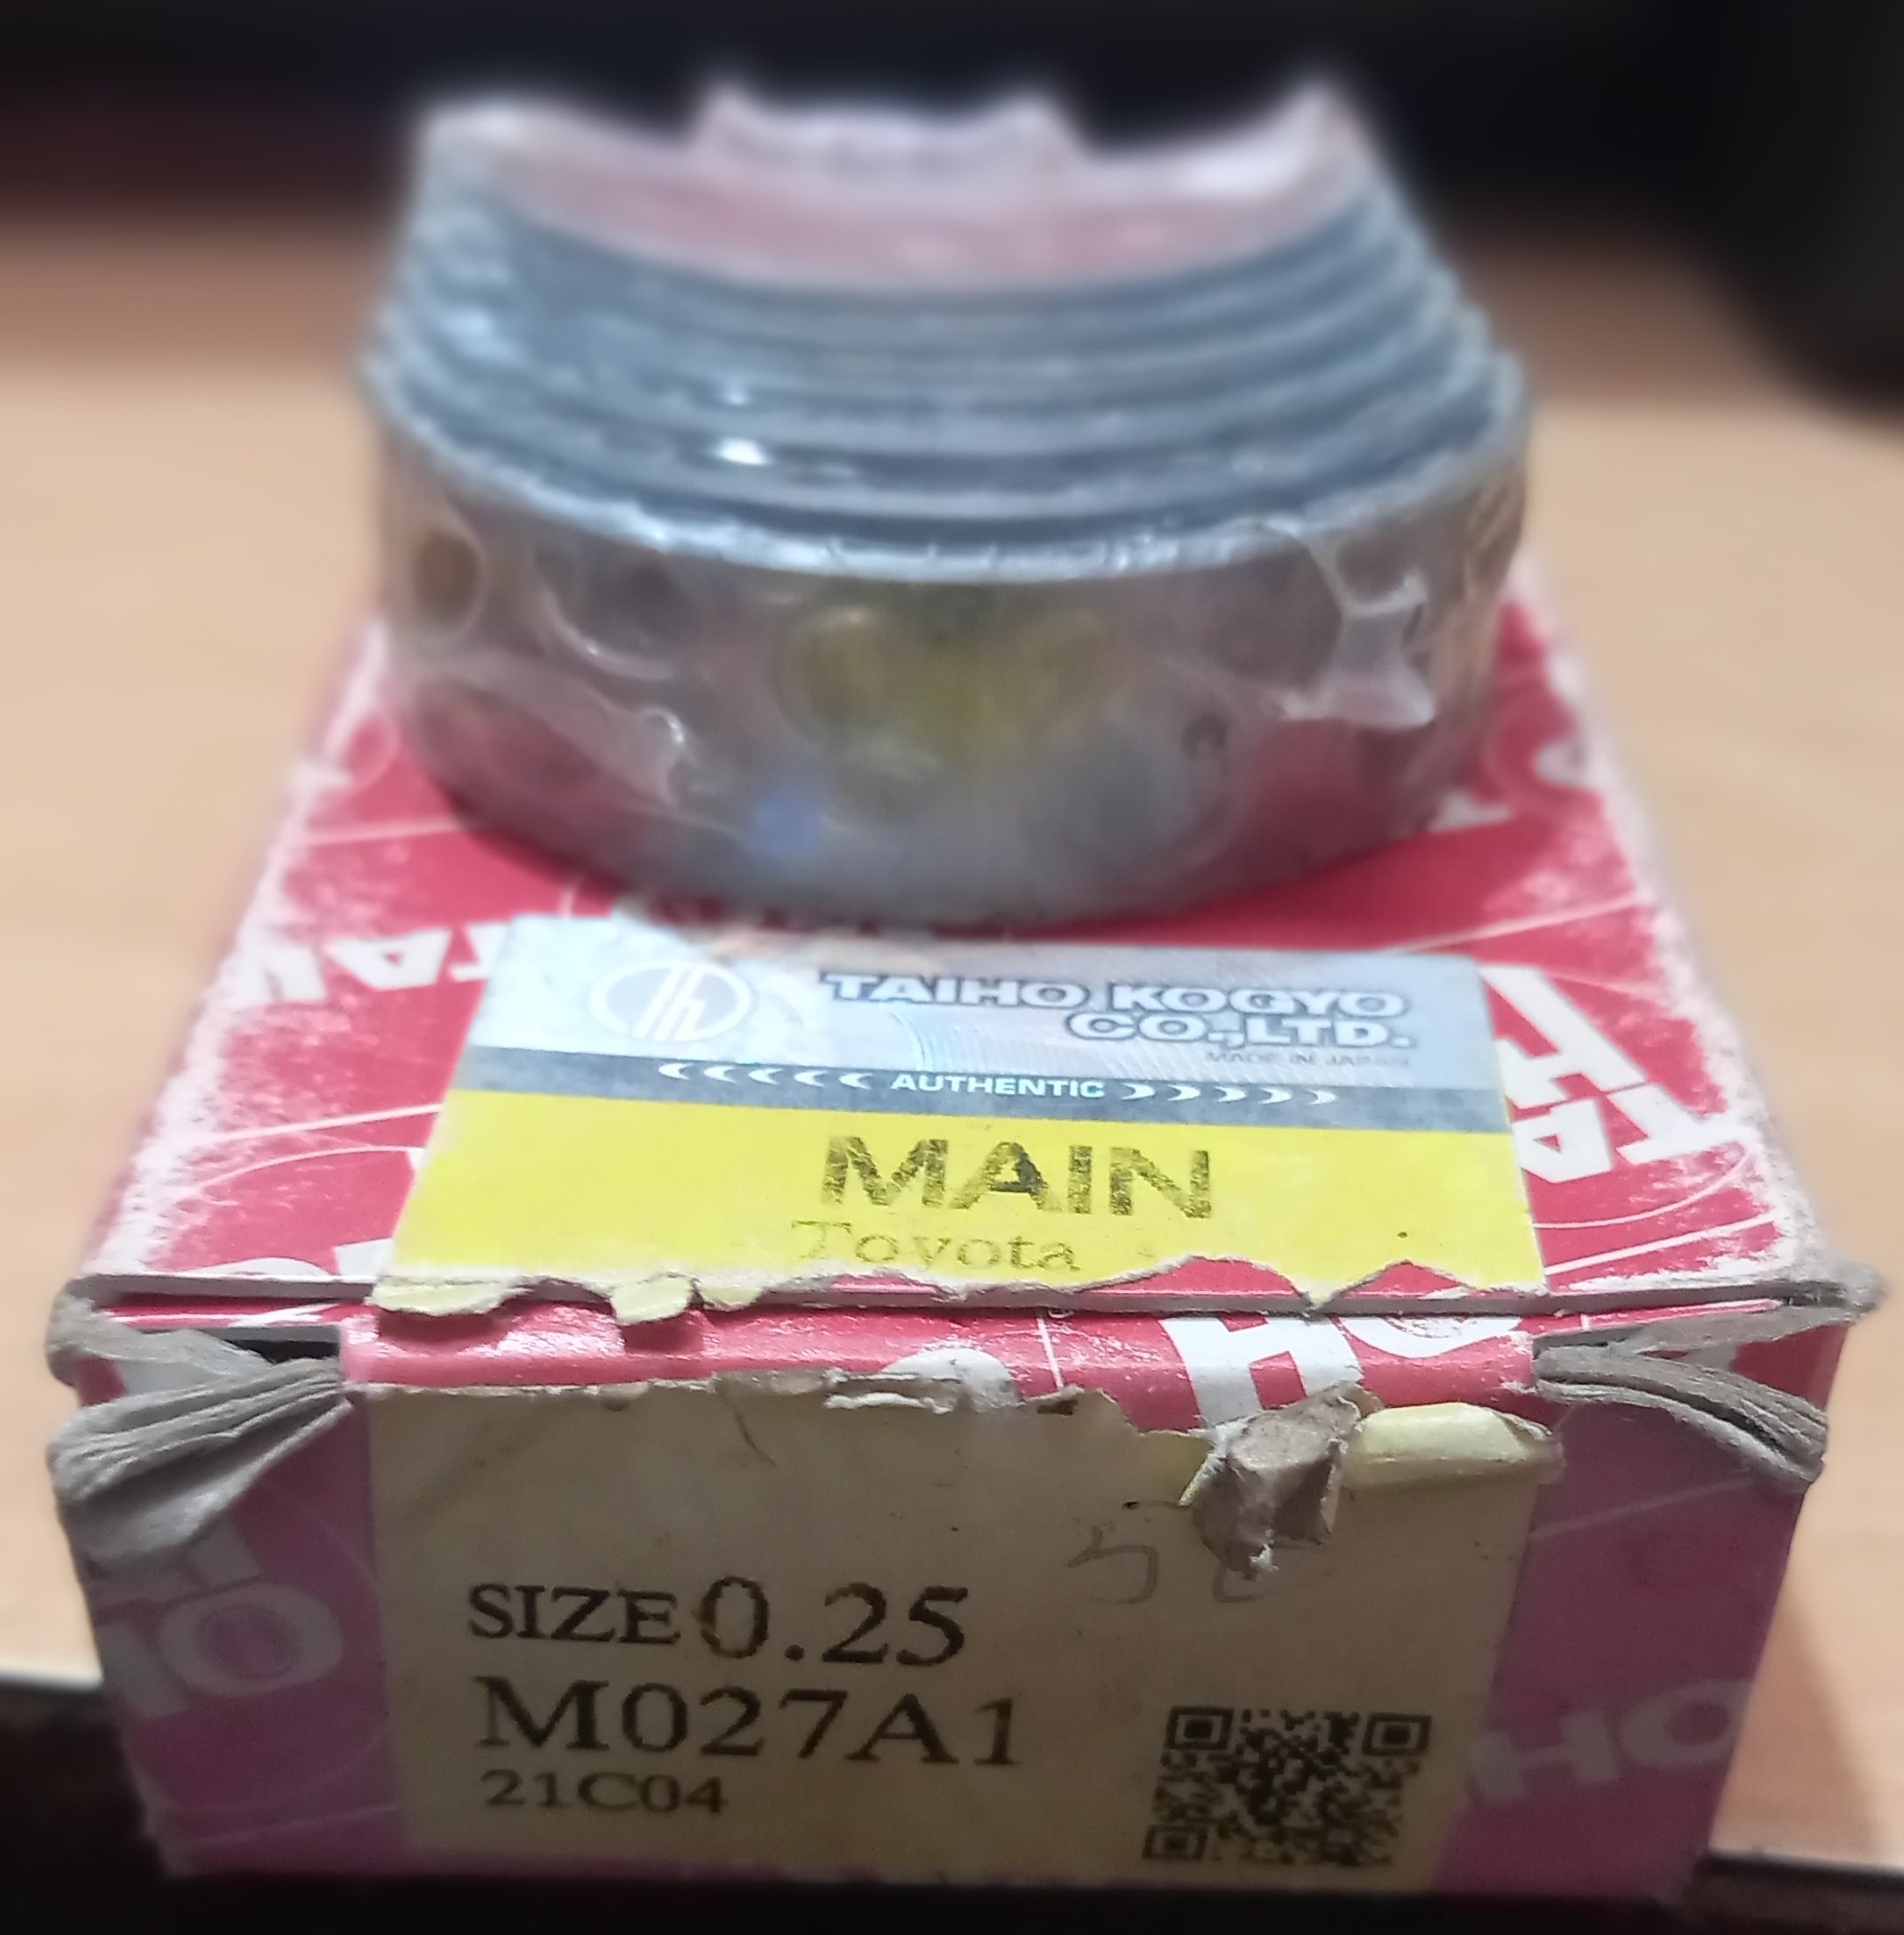 TAIHO KOGYO
CO.,LTD.
MADE IN JAPAN
AUTHENTIC
MAIN
Toyota
SIZE 0.25
M027A1
21C04